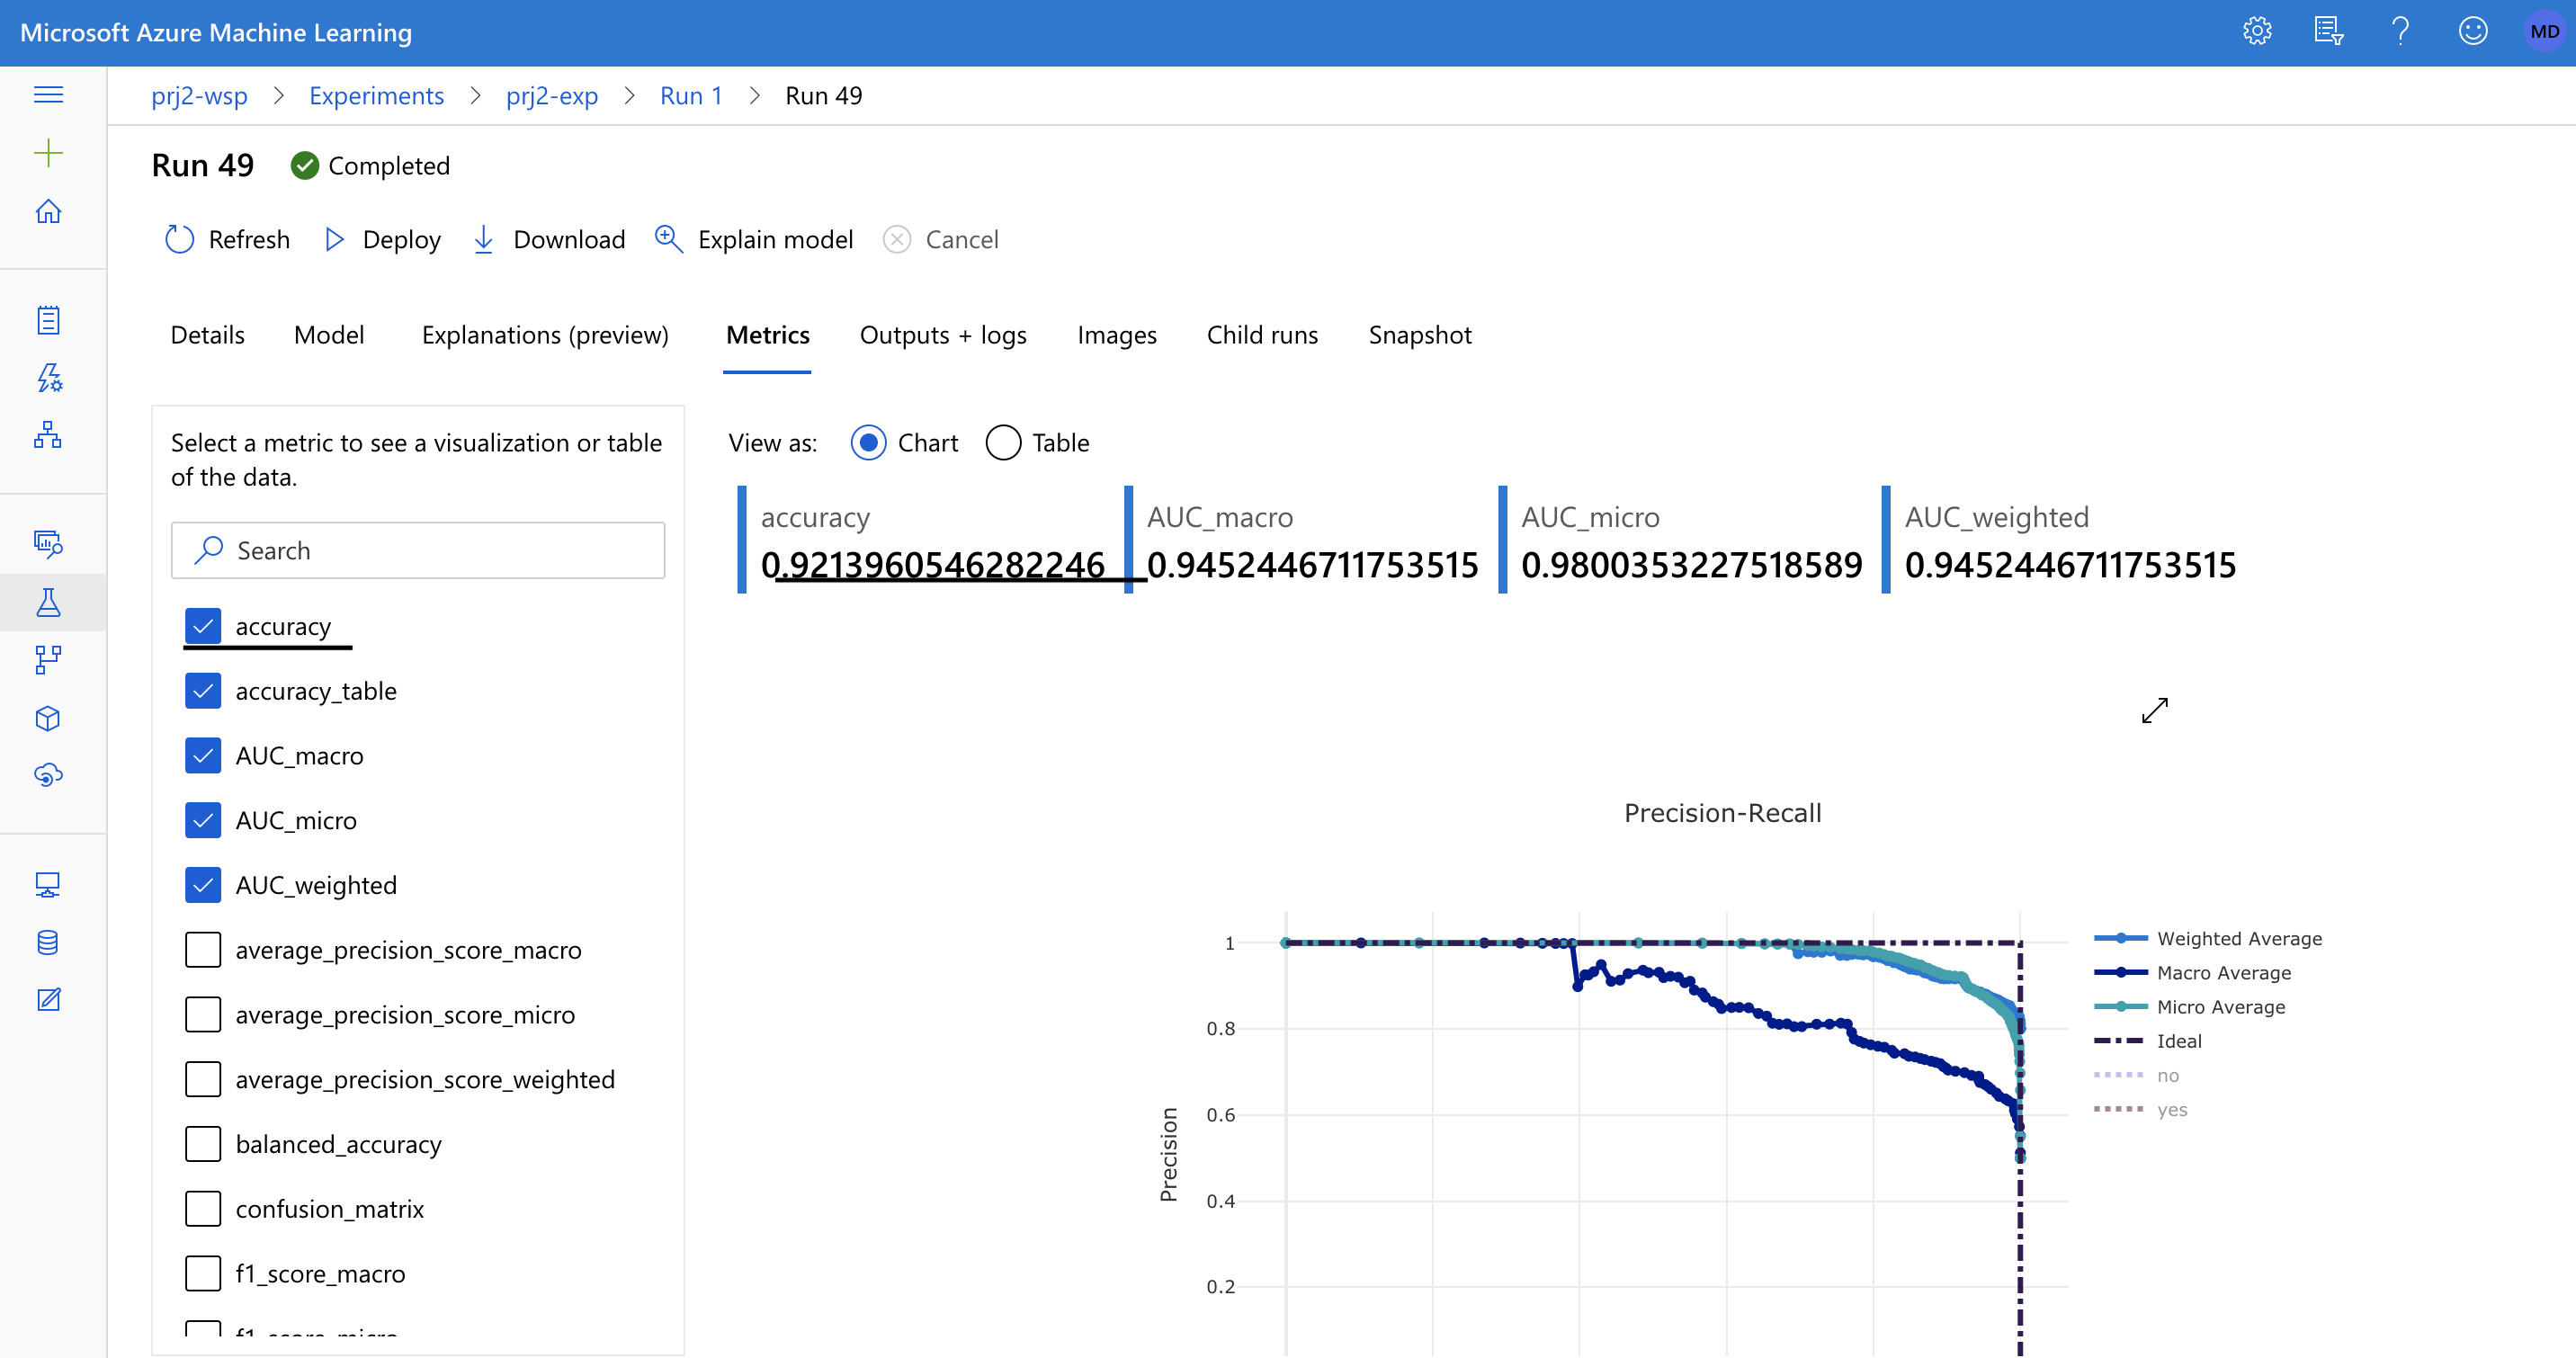 Microsoft Azure Machine Learning
MD
prj2-wsp > Experiments > prj2-exp > Run 1 > Run 49
Run 49 Completed
Refresh Deploy Download Explain model Cancel
Details Model Explanations (preview) Metrics Outputs + logs Images Child runs Snapshot
Select a metric to see a visualization or table
of the data.
Search
accuracy
accuracy_table
AUC_macro
AUC_micro
AUC_weighted
average_precision_score_macro
average_precision_score_micro
average_precision_score_weighted
balanced_accuracy
confusion_matrix
f1_score_macro
f1_score_micro
View as: Chart Table
accuracy
0.9213960546282246
AUC_macro
0.9452446711753515
AUC_micro
0.9800353227518589
AUC_weighted
0.9452446711753515
Precision-Recall
1
0.8
0.6
0.4
0.2
Precision
Weighted Average
Macro Average
Micro Average
Ideal
no
yes